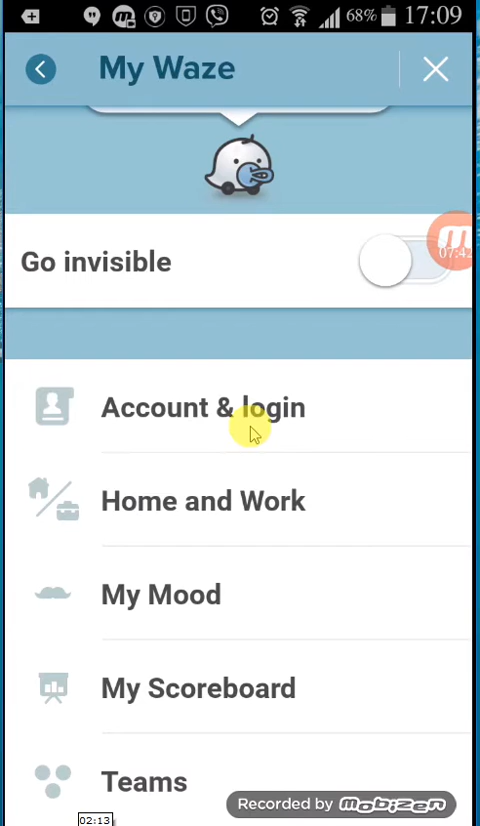 68% 17:09
My Waze
Go invisible
07:42
Account & login
Home and Work
My Mood
My Scoreboard
Teams
Recorded by mobizen
02:13